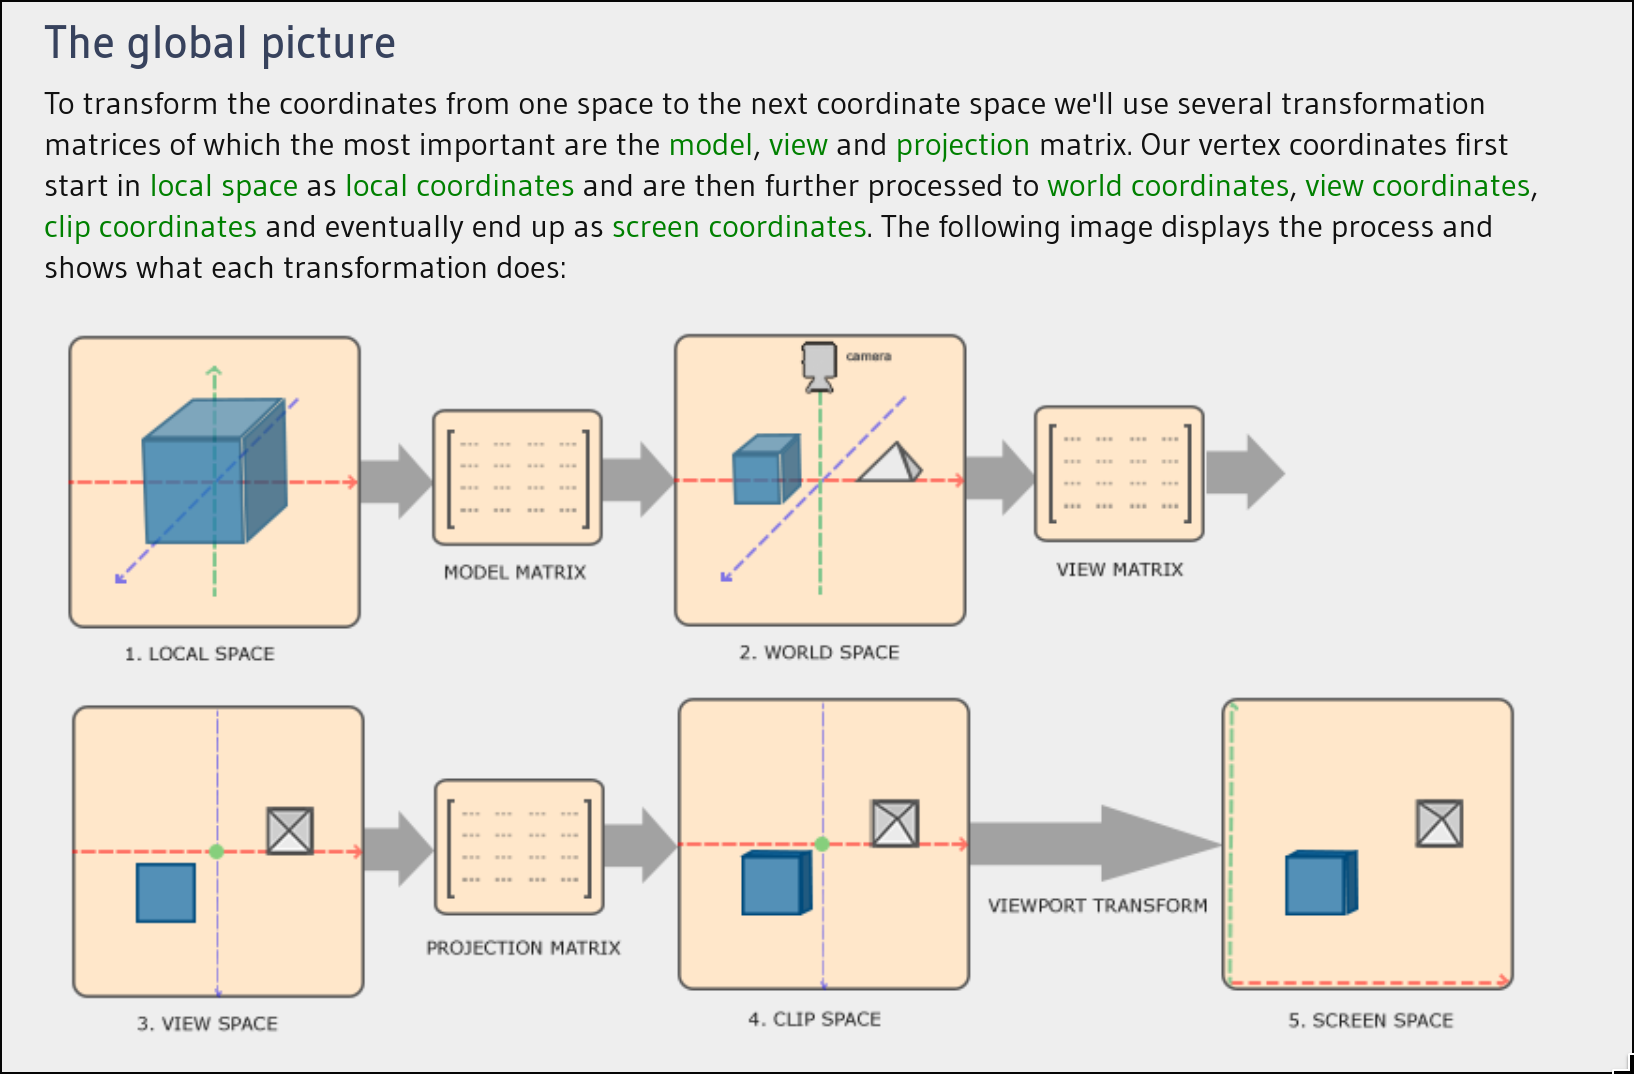 The global picture
To transform the coordinates from one space to the next coordinate space we'll use several transformation
matrices of which the most important are the model, view and projection matrix. Our vertex coordinates first
start in local space as local coordinates and are then further processed to world coordinates, view coordinates,
clip coordinates and eventually end up as screen coordinates. The following image displays the process and
shows what each transformation does:
camera
MODEL MATRIX
VIEW MATRIX
1. LOCAL SPACE
2. WORLD SPACE
VIEWPORT TRANSFORM
PROJECTION MATRIX
3. VIEW SPACE
4. CLIP SPACE
5. SCREEN SPACE